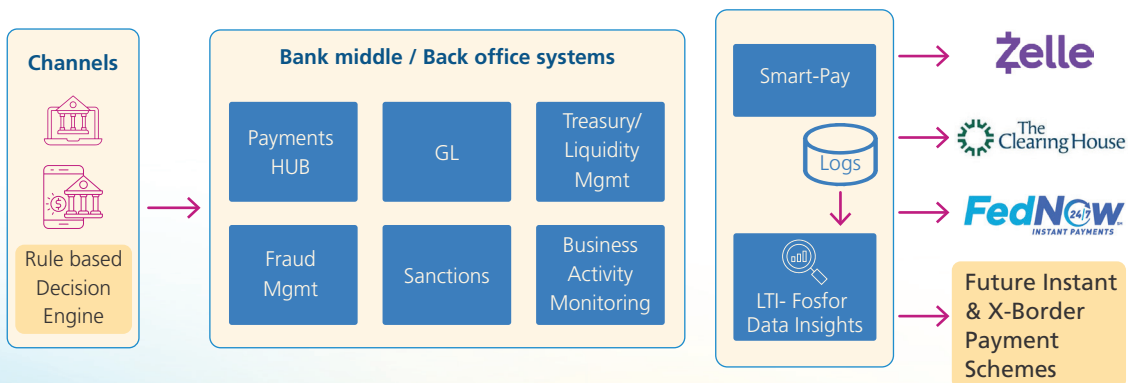 Channels
Rule based
Decision
Engine
Bank middle / Back office systems
Payments
HUB
GL
Treasury/
Liquidity
Mgmt
Fraud
Mgmt
Sanctions
Business
Activity
Monitoring
Smart-Pay
Logs
LTI- Fosfor
Data Insights
Zelle
The
Clearing House
FedNow
24/7
INSTANT PAYMENTS
Future Instant
& X-Border
Payment
Schemes